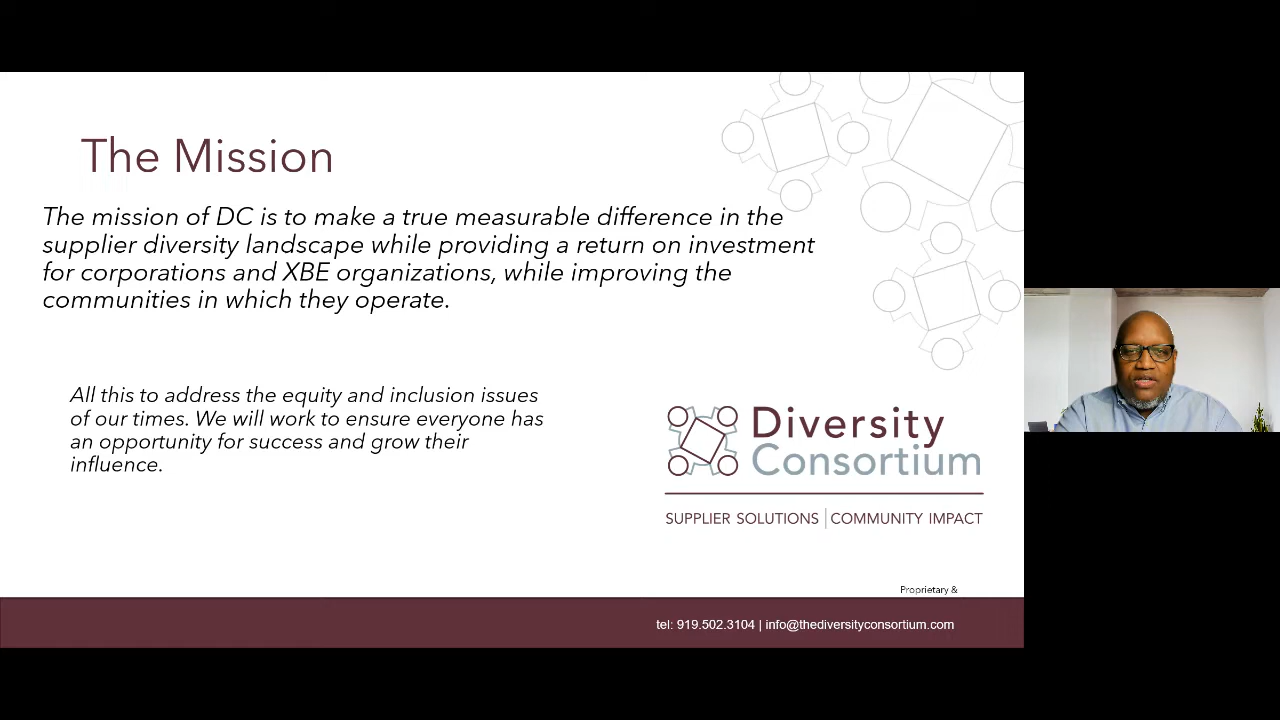 The Mission
The mission of DC is to make a true measurable difference in the
supplier diversity landscape while providing a return on investment
for corporations and XBE organizations, while improving the
communities in which they operate.
All this to address the equity and inclusion issues
of our times. We will work to ensure everyone has
an opportunity for success and grow their
influence.
Diversity
Consortium
SUPPLIER SOLUTIONS | COMMUNITY IMPACT
Proprietary &
tel: 919.502.3104 | info@thediversityconsortium.com